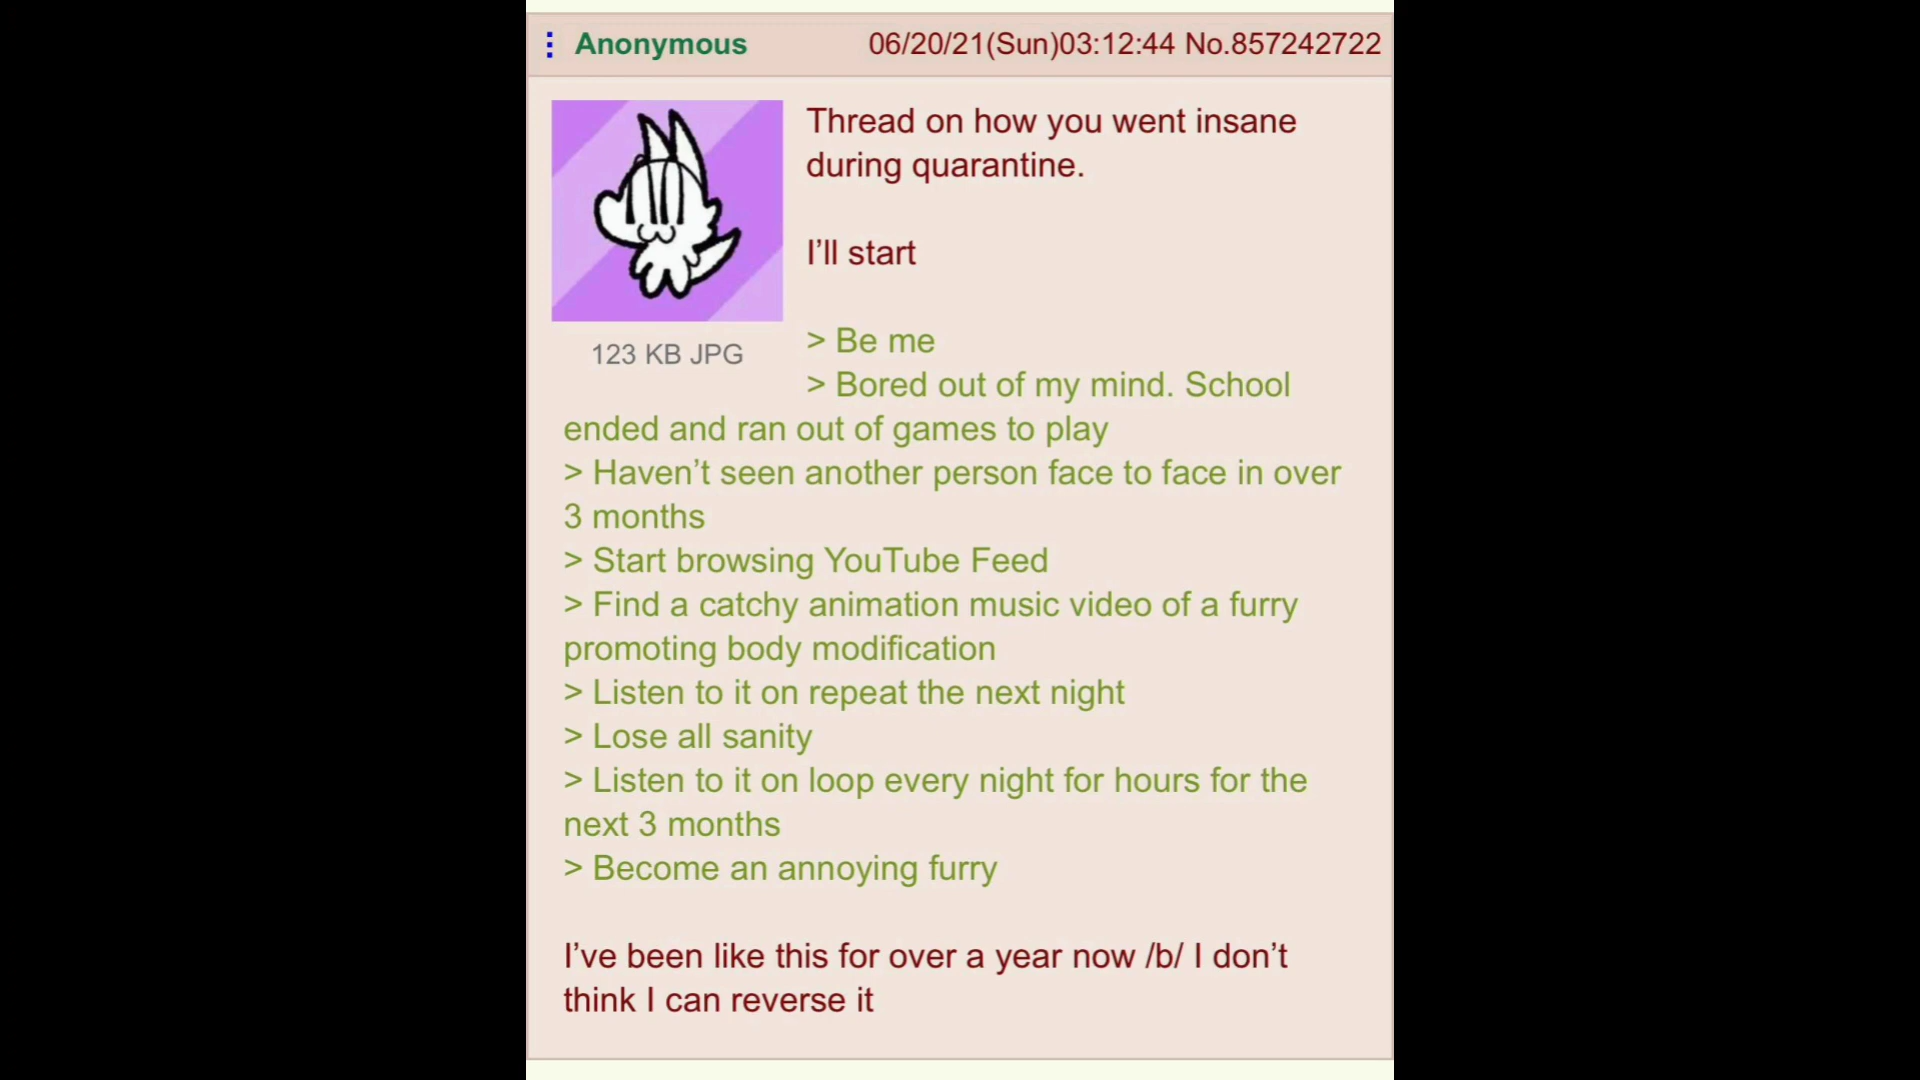 Anonymous 06/20/21(Sun)03:12:44 No.857242722
Thread on how you went insane
during quarantine.
I’ll start
> Be me
123 KB JPG
> Bored out of my mind. School
ended and ran out of games to play
> Haven’t seen another person face to face in over
3 months
> Start browsing YouTube Feed
> Find a catchy animation music video of a furry
promoting body modification
> Listen to it on repeat the next night
> Lose all sanity
> Listen to it on loop every night for hours for the
next 3 months
> Become an annoying furry
I’ve been like this for over a year now /b/ I don’t
think I can reverse it